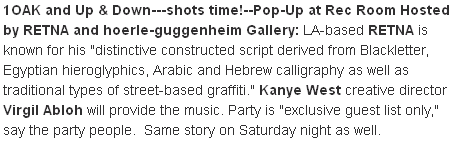 1OAK and Up & Down---shots time!--Pop-Up at Rec Room Hosted
by RETNA and hoerle-guggenheim Gallery: LA-based RETNA is
known for his "distinctive constructed script derived from Blackletter,
Egyptian hieroglyphics, Arabic and Hebrew calligraphy as well as
traditional types of street-based graffiti." Kanye West creative director
Virgil Abloh will provide the music. Party is "exclusive guest list only,"
say the party people.  Same story on Saturday night as well.